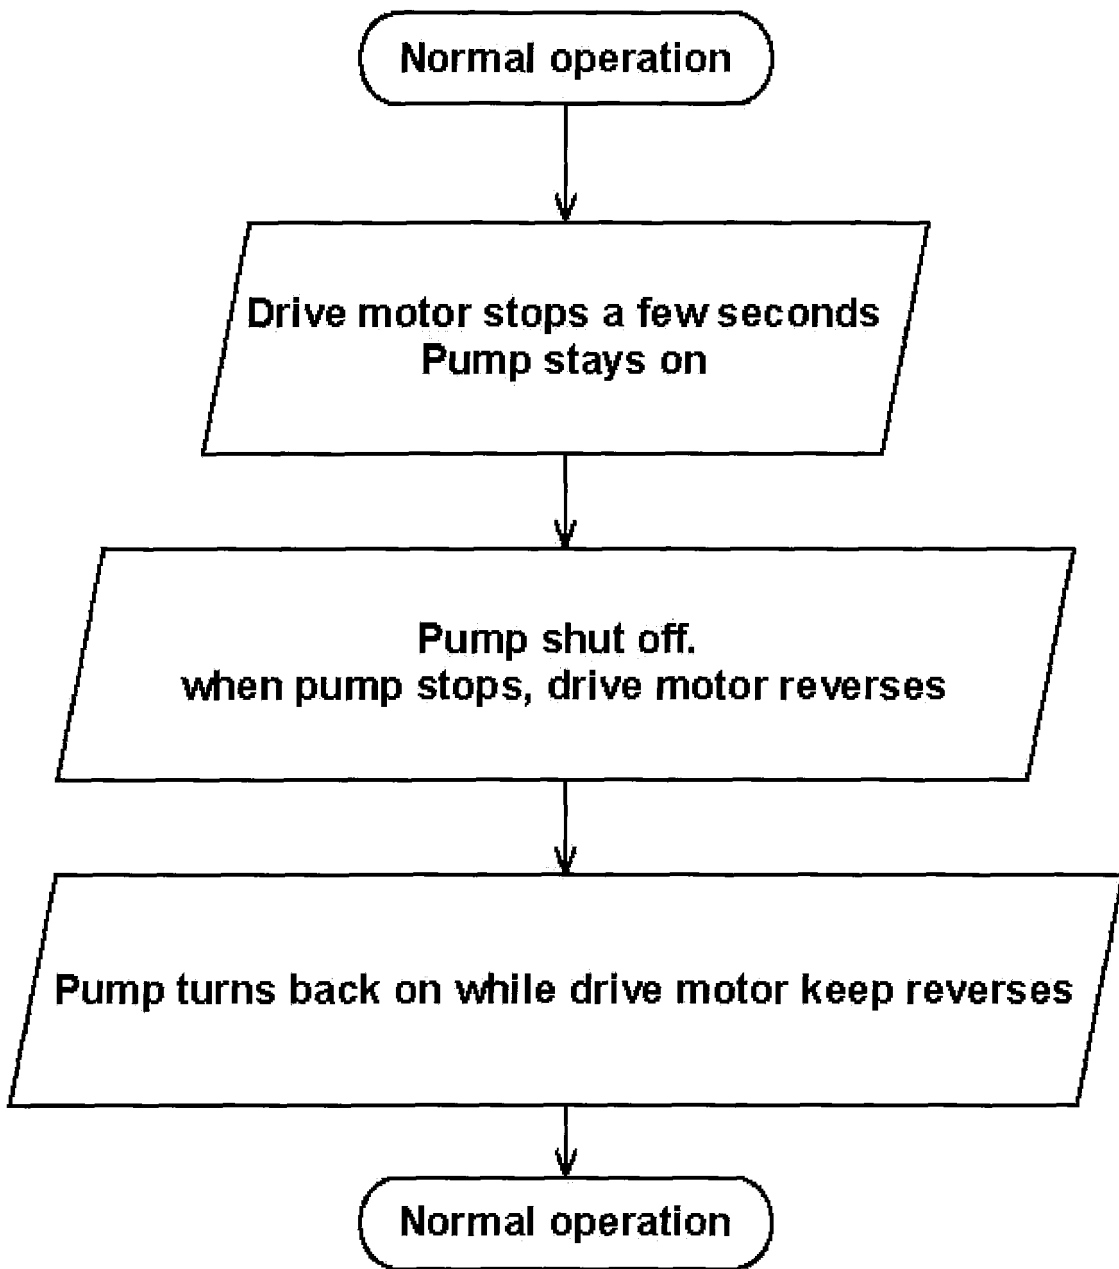 Normal operation
Drive motor stops a few seconds
Pump stays on
Pump shut off.
when pump stops, drive motor reverses
Pump turns back on while drive motor keep reverses
Normal operation